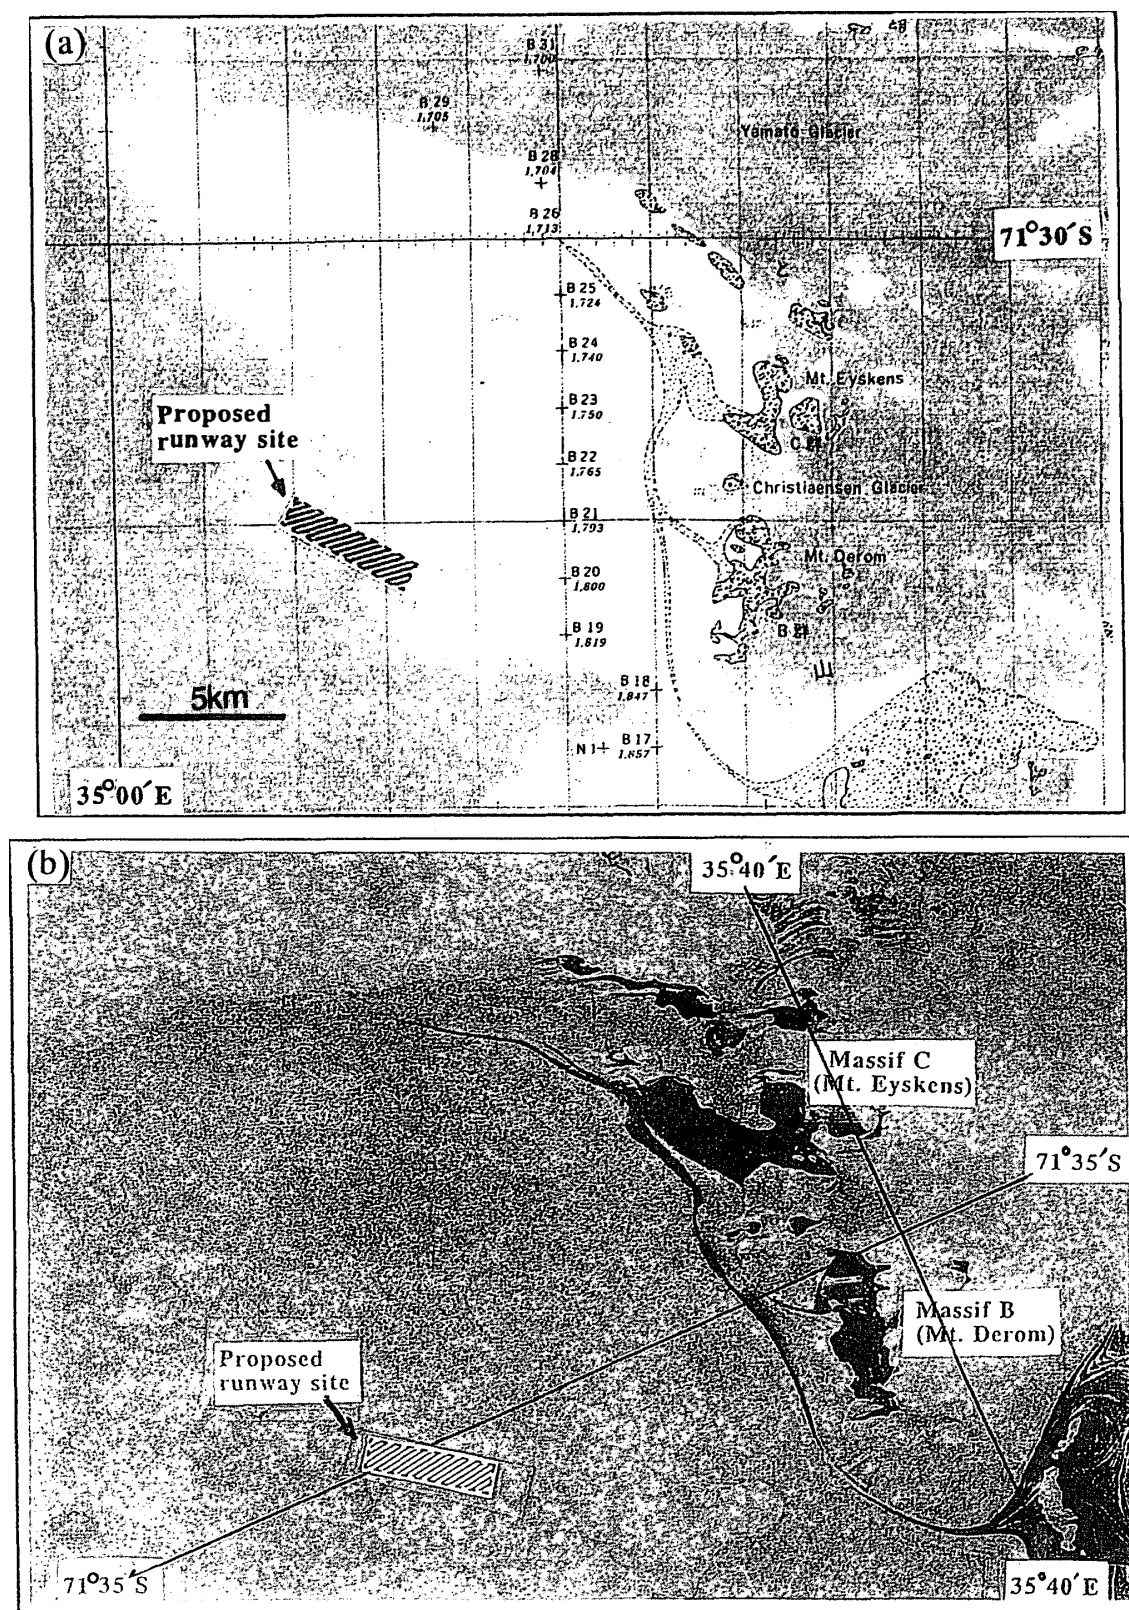 (a)
B 31
1,700
B 29
1,705
Yamato Glacier
B 28
1,704
B 26
1,713
71°30′S
B 25
1,724
B 24
1,740
Mt. Eyskens
B 23
1,750
Proposed
runway site
B 22
1,765
Christiaensen Glacier
B 21
1,793
Mt. Derom
B 20
1,800
B 19
1,819
B 18
1,847
5km
N 1
B 17
1,857
35°00′E
(b)
35°40′E
Massif C
(Mt. Eyskens)
71°35′S
Massif B
(Mt. Derom)
Proposed
runway site
71°35′S
35°40′E